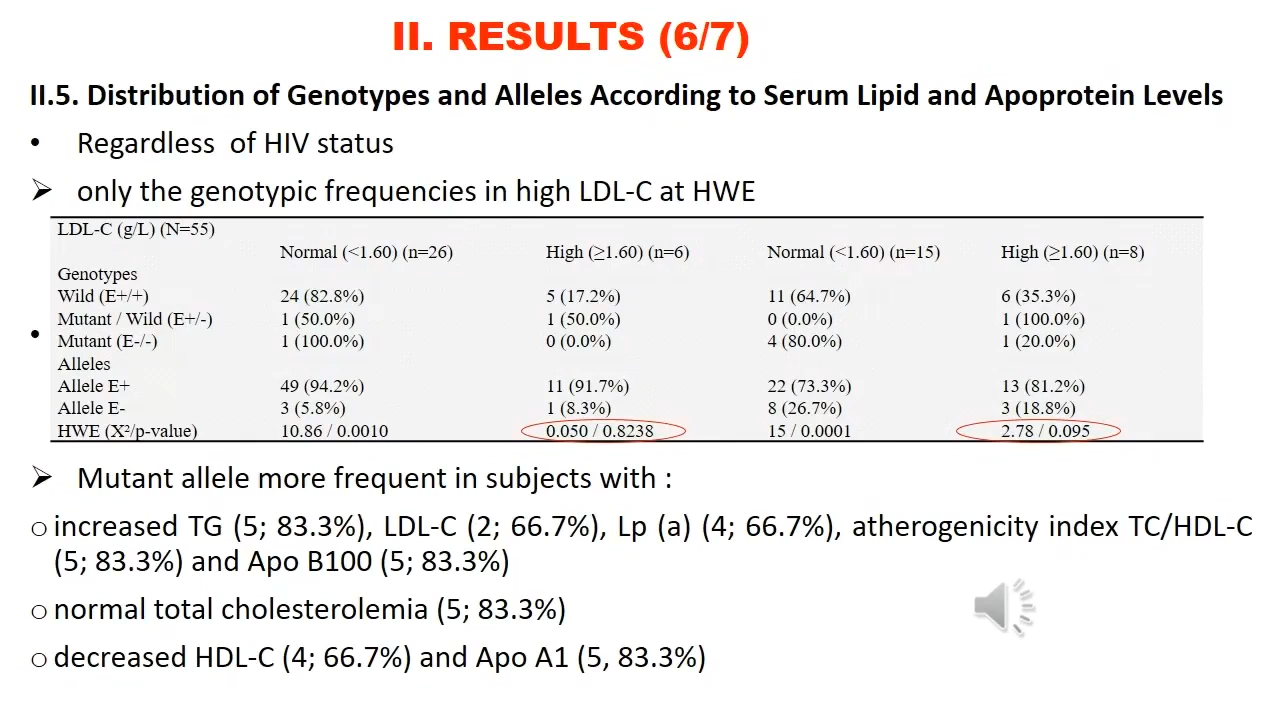 II. RESULTS (6/7)
II.5. Distribution of Genotypes and Alleles According to Serum Lipid and Apoprotein Levels
• Regardless of HIV status
➢ only the genotypic frequencies in high LDL-C at HWE
LDL-C (g/L) (N=55)
Normal (<1.60) (n=26) High (≥1.60) (n=6) Normal (<1.60) (n=15) High (≥1.60) (n=8)
Genotypes
Wild (E+/+) 24 (82.8%) 5 (17.2%) 11 (64.7%) 6 (35.3%)
Mutant / Wild (E+/-) 1 (50.0%) 1 (50.0%) 0 (0.0%) 1 (100.0%)
• Mutant (E-/-) 1 (100.0%) 0 (0.0%) 4 (80.0%) 1 (20.0%)
Alleles
Allele E+ 49 (94.2%) 11 (91.7%) 22 (73.3%) 13 (81.2%)
Allele E- 3 (5.8%) 1 (8.3%) 8 (26.7%) 3 (18.8%)
HWE (X²/p-value) 10.86 / 0.0010 0.050 / 0.8238 15 / 0.0001 2.78 / 0.095
➢ Mutant allele more frequent in subjects with :
o increased TG (5; 83.3%), LDL-C (2; 66.7%), Lp (a) (4; 66.7%), atherogenicity index TC/HDL-C
(5; 83.3%) and Apo B100 (5; 83.3%)
o normal total cholesterolemia (5; 83.3%)
o decreased HDL-C (4; 66.7%) and Apo A1 (5, 83.3%)